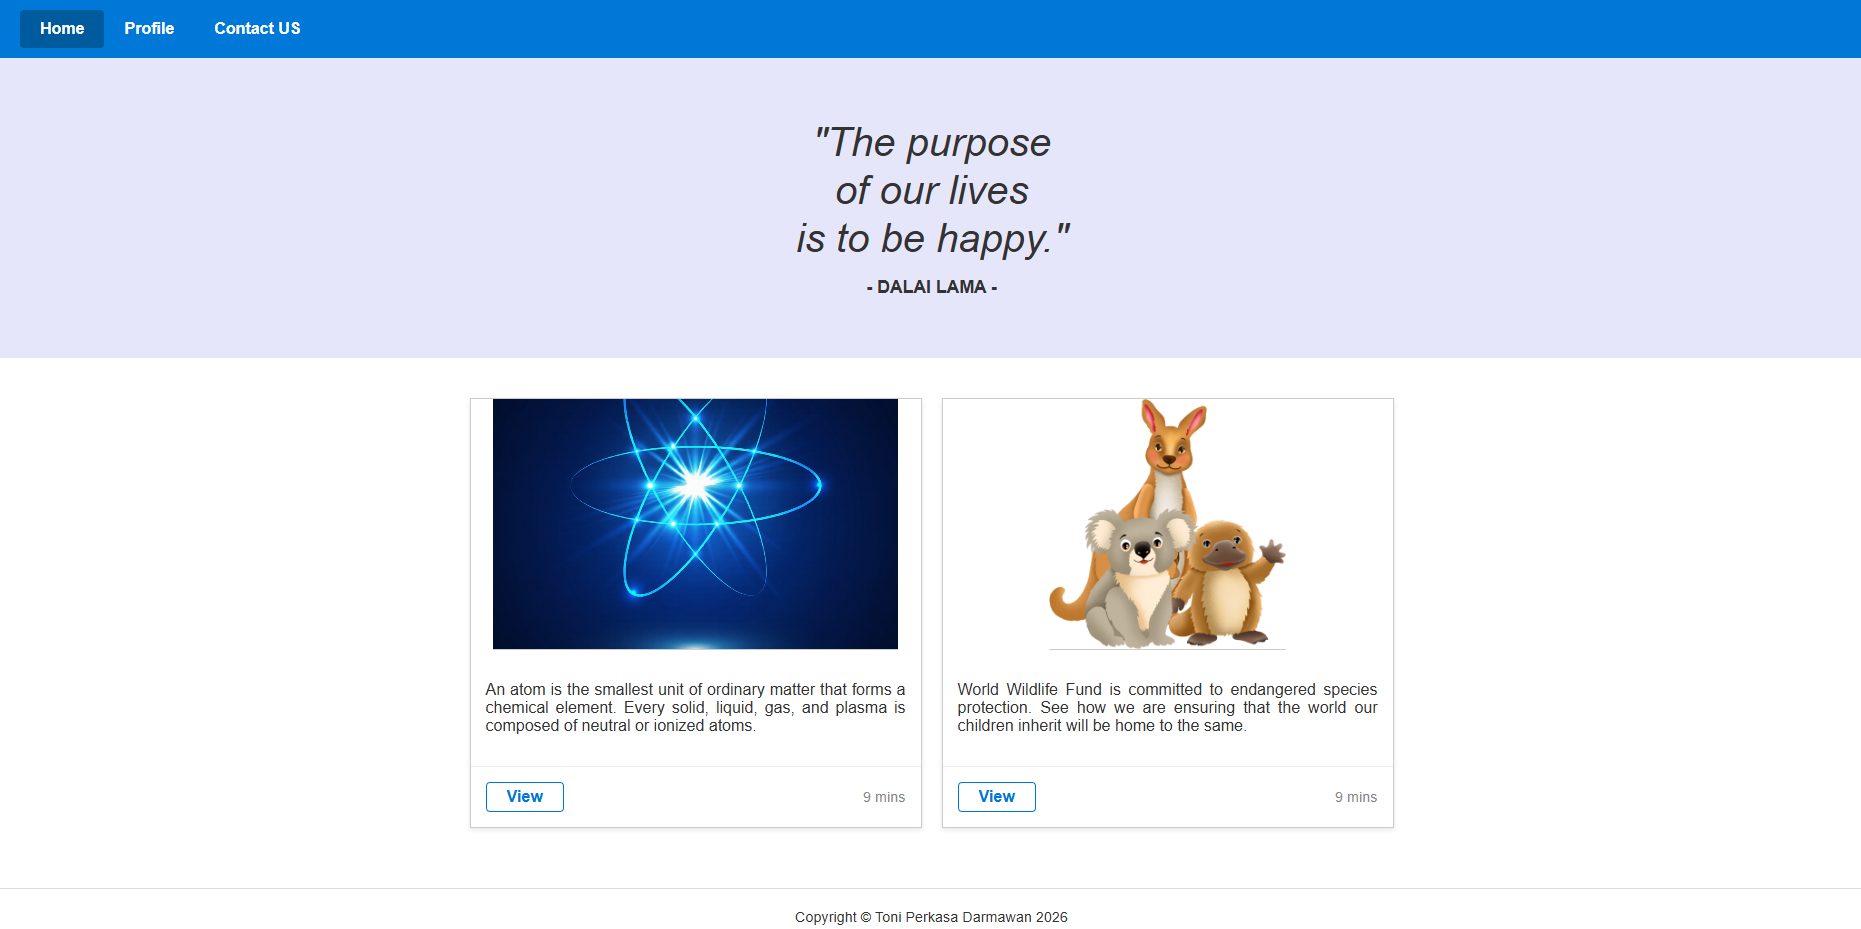 Home Profile Contact US
"The purpose
of our lives
is to be happy."
- DALAI LAMA -
An atom is the smallest unit of ordinary matter that forms a
chemical element. Every solid, liquid, gas, and plasma is
composed of neutral or ionized atoms.
View 9 mins
World Wildlife Fund is committed to endangered species
protection. See how we are ensuring that the world our
children inherit will be home to the same.
View 9 mins
Copyright © Toni Perkasa Darmawan 2026